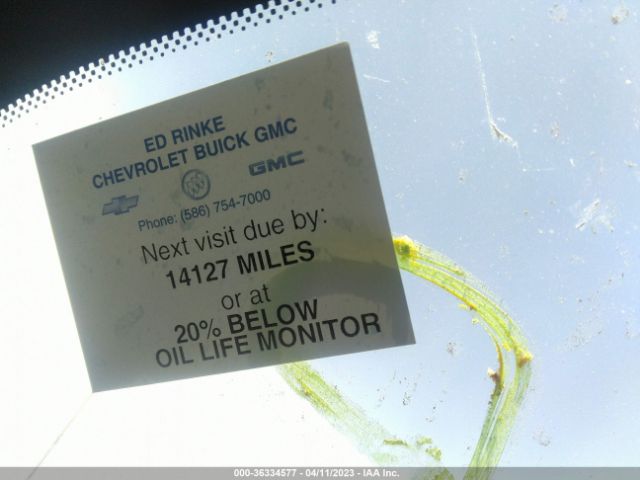 ED RINKE
CHEVROLET BUICK GMC
GMC
Phone: (586) 754-7000
Next visit due by:
14127 MILES
or at
20% BELOW
OIL LIFE MONITOR
000-36334577 - 04/11/2023 - IAA Inc.